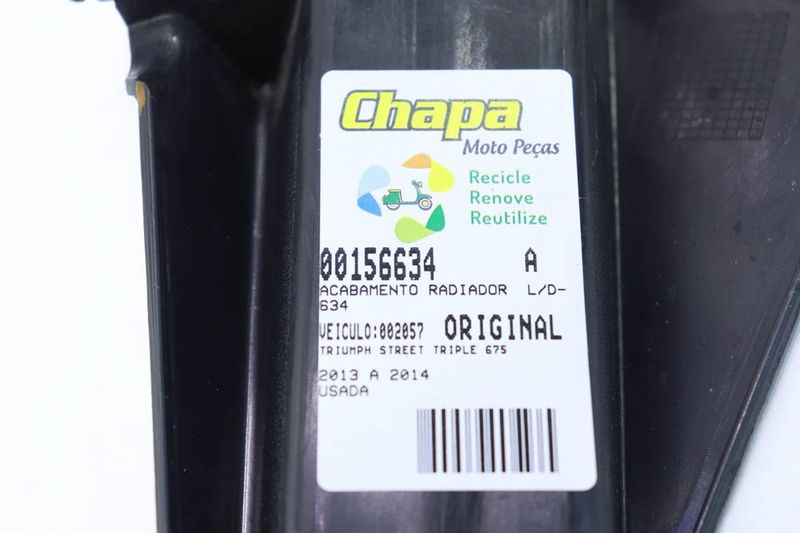 Chapa
Moto Peças
Recicle
Renove
Reutilize
00156634 A
ACABAMENTO RADIADOR L/D-
634
VEICULO:002057 ORIGINAL
TRIUMPH STREET TRIPLE 675
2013 A 2014
USADA